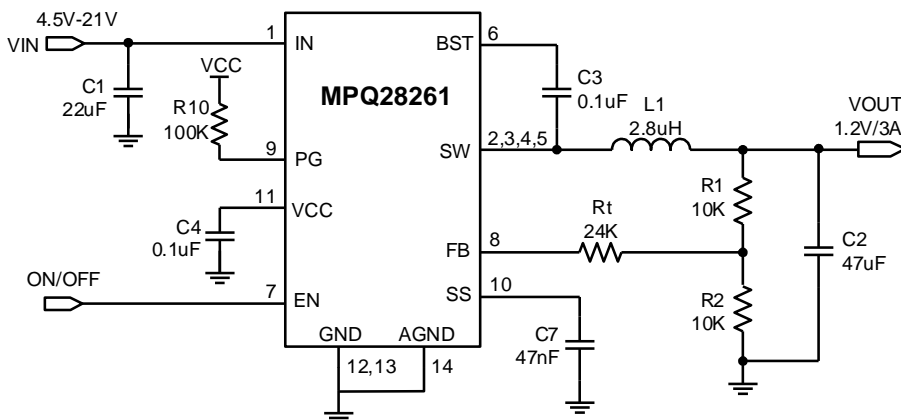 4.5V-21V
VIN
1
IN
C1
22uF
VCC
R10
100K
9
PG
11
VCC
C4
0.1uF
ON/OFF
7
EN
MPQ28261
BST
6
C3
0.1uF
SW
2,3,4,5
L1
2.8uH
VOUT
1.2V/3A
R1
10K
Rt
24K
FB
8
C2
47uF
SS
10
R2
10K
C7
47nF
GND
12,13
AGND
14